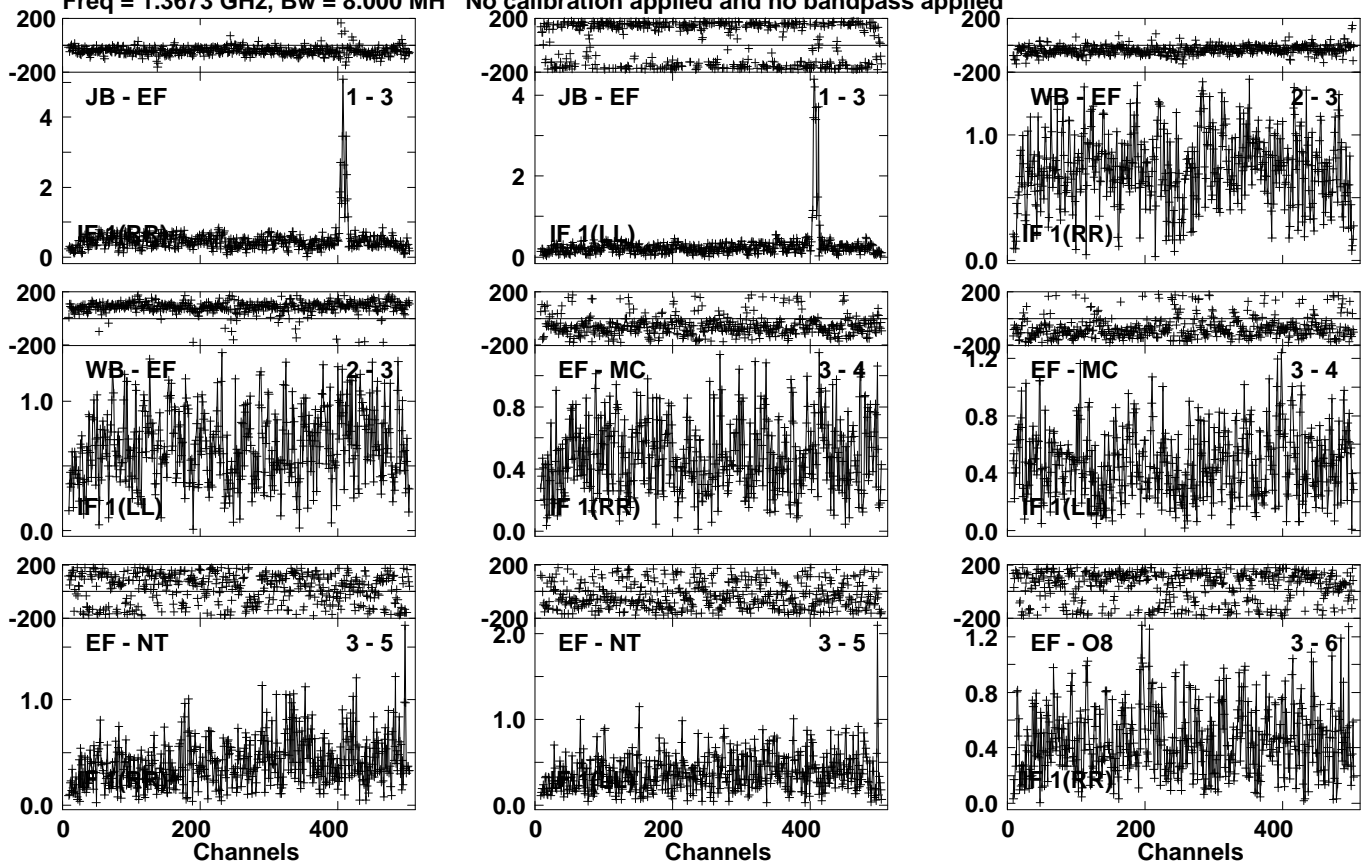 Freq = 1.3673 GHz, Bw = 8.000 MH No calibration applied and no bandpass applied
200
-200
JB - EF 1 - 3
4
2
0
IF 1(RR)
JB - EF 1 - 3
4
2
0
IF 1(LL)
200
-200
WB - EF 2 - 3
1.0
0.0
IF 1(RR)
200
-200
WB - EF 2 - 3
1.0
0.0
IF 1(LL)
200
-200
EF - MC 3 - 4
0.8
0.4
0.0
IF 1(RR)
200
-200
1.2
EF - MC 3 - 4
0.8
0.4
0.0
IF 1(LL)
200
-200
EF - NT 3 - 5
1.0
0.0
IF 1(RR)
0 200 400
Channels
200
-200
2.0
EF - NT 3 - 5
1.0
0.0
0 200 400
Channels
200
-200
1.2
EF - O8 3 - 6
0.8
0.4
0.0
IF 1(RR)
0 200 400
Channels